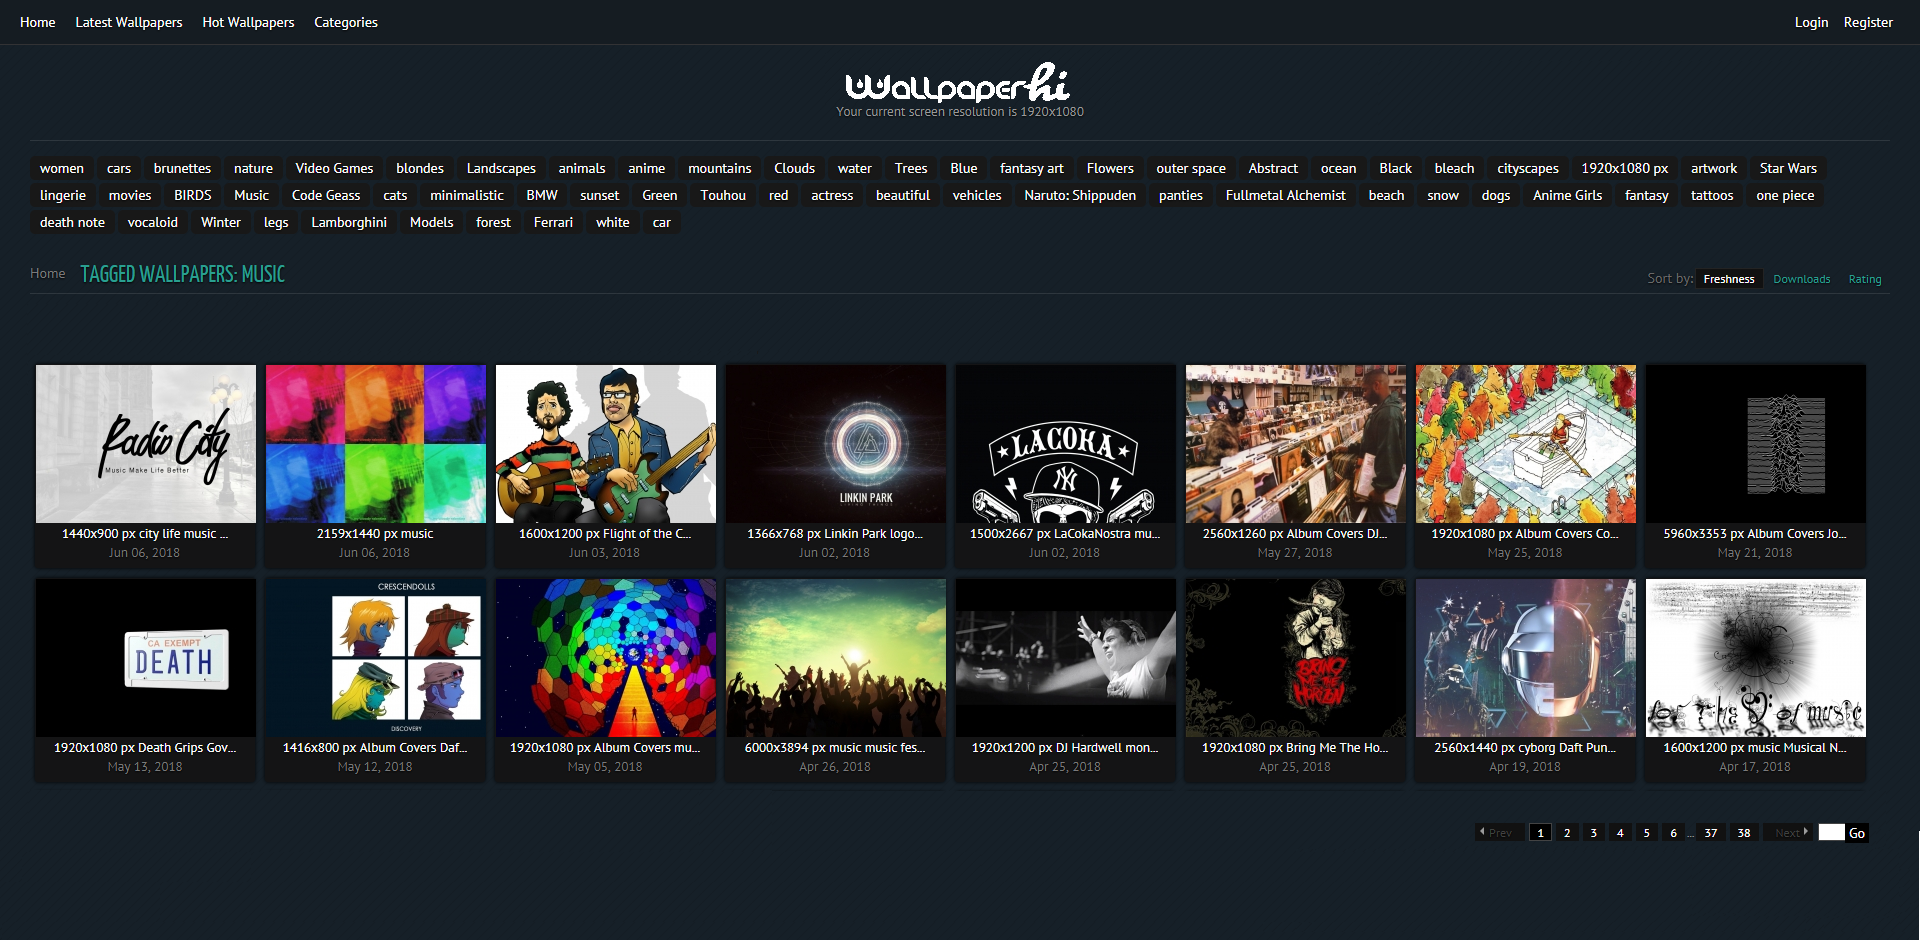 Home Latest Wallpapers Hot Wallpapers Categories Login Register
WallpaperHi
Your current screen resolution is 1920x1080
women cars brunettes nature Video Games blondes Landscapes animals anime mountains Clouds water Trees Blue fantasy art Flowers outer space Abstract ocean Black bleach cityscapes 1920x1080 px artwork Star Wars
lingerie movies BIRDS Music Code Geass cats minimalistic BMW sunset Green Touhou red actress beautiful vehicles Naruto: Shippuden panties Fullmetal Alchemist beach snow dogs Anime Girls fantasy tattoos one piece
death note vocaloid Winter legs Lamborghini Models forest Ferrari white car
Home TAGGED WALLPAPERS: MUSIC Sort by: Freshness Downloads Rating
Radio City
Music Make Life Better
LINKIN PARK
LIVING THINGS
LACOKA
NY
1440x900 px city life music ... 2159x1440 px music 1600x1200 px Flight of the C... 1366x768 px Linkin Park logo... 1500x2667 px LaCokaNostra mu... 2560x1260 px Album Covers DJ... 1920x1080 px Album Covers Co... 5960x3353 px Album Covers Jo...
Jun 06, 2018 Jun 06, 2018 Jun 03, 2018 Jun 02, 2018 Jun 02, 2018 May 27, 2018 May 25, 2018 May 21, 2018
CA EXEMPT
DEATH
CRESCENDOLLS
DISCOVERY
BRING ME THE HORIZON
for the of music
1920x1080 px Death Grips Gov... 1416x800 px Album Covers Daf... 1920x1080 px Album Covers mu... 6000x3894 px music music fes... 1920x1200 px DJ Hardwell mon... 1920x1080 px Bring Me The Ho... 2560x1440 px cyborg Daft Pun... 1600x1200 px music Musical N...
May 13, 2018 May 12, 2018 May 05, 2018 Apr 26, 2018 Apr 25, 2018 Apr 25, 2018 Apr 19, 2018 Apr 17, 2018
Prev 1 2 3 4 5 6 ... 37 38 Next Go